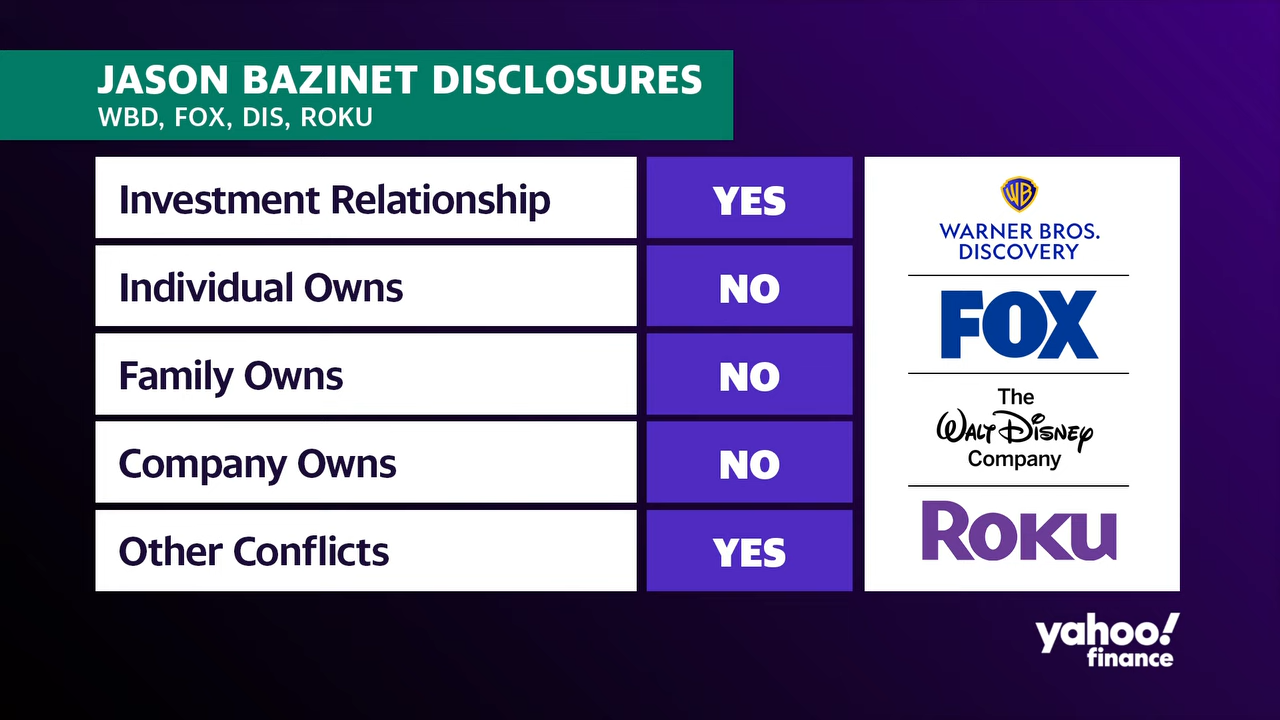 JASON BAZINET DISCLOSURES
WBD, FOX, DIS, ROKU
Investment Relationship YES
Individual Owns NO
Family Owns NO
Company Owns NO
Other Conflicts YES
WB
WARNER BROS.
DISCOVERY
FOX
The
WALT DISNEY
Company
ROKU
yahoo!
finance